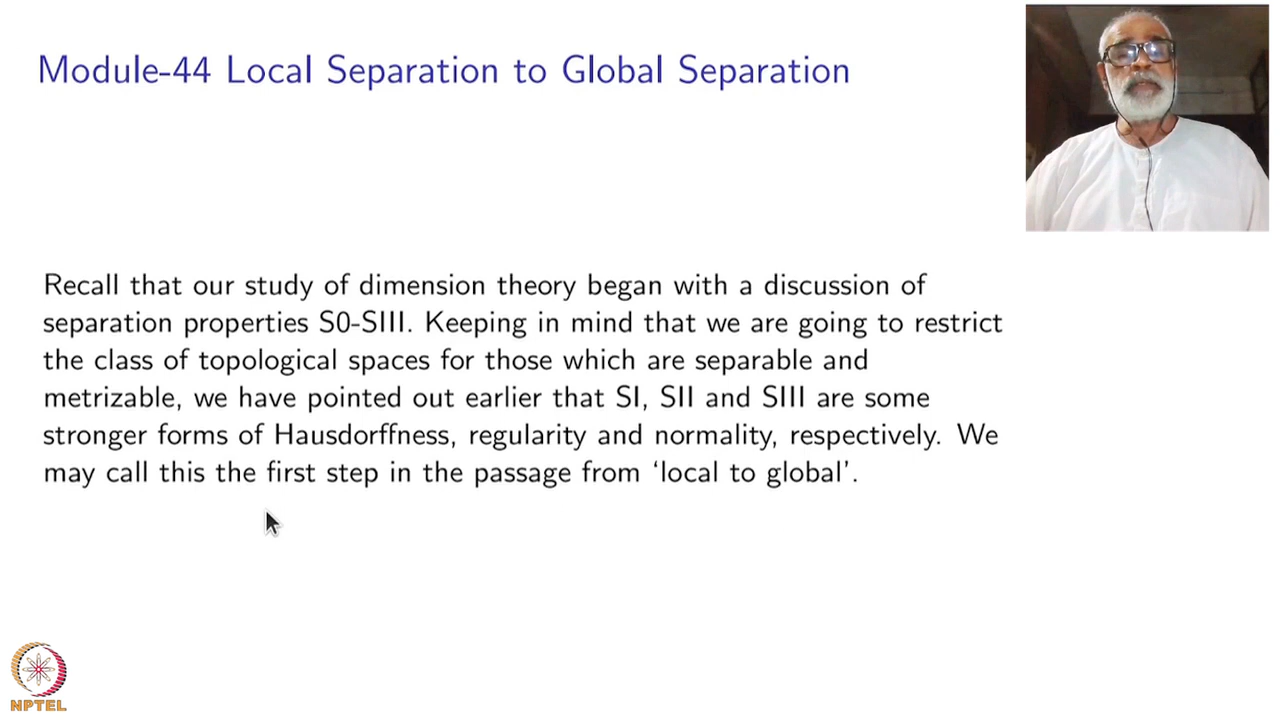 Module-44 Local Separation to Global Separation
Recall that our study of dimension theory began with a discussion of
separation properties S0-SIII. Keeping in mind that we are going to restrict
the class of topological spaces for those which are separable and
metrizable, we have pointed out earlier that SI, SII and SIII are some
stronger forms of Hausdorffness, regularity and normality, respectively. We
may call this the first step in the passage from ‘local to global’.
NPTEL